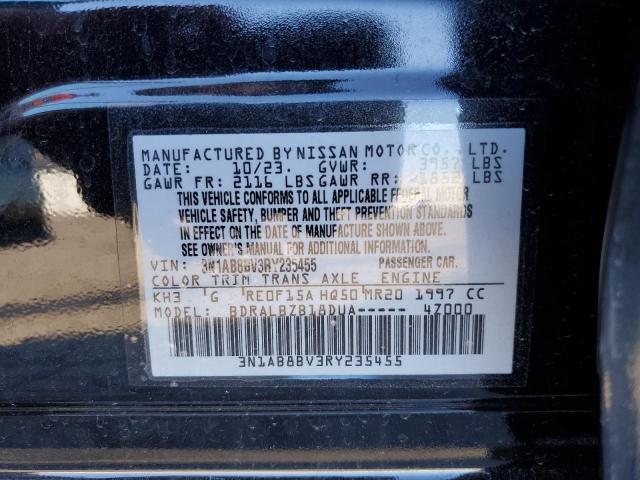 MANUFACTURED BY NISSAN MOTOR CO., LTD.
DATE: 10/23. GVWR: 3957 LBS
GAWR FR: 2116 LBS GAWR RR: LBS
THIS VEHICLE CONFORMS TO ALL APPLICABLE FEDERAL MOTOR
VEHICLE SAFETY, BUMPER AND THEFT PREVENTION STANDARDS
IN EFFECT ON THE DATE OF MANUFACTURE SHOWN ABOVE.
SEE OWNER'S MANUAL FOR ADDITIONAL INFORMATION.
VIN: 3N1AB8BV3RY235455 PASSENGER CAR.
COLOR TRIM TRANS AXLE ENGINE
KH3 G RE0F15A HQ50 MR20 1997 CC
MODEL: BDRALBZB18DUA----- 47000
3N1AB8BV3RY235455